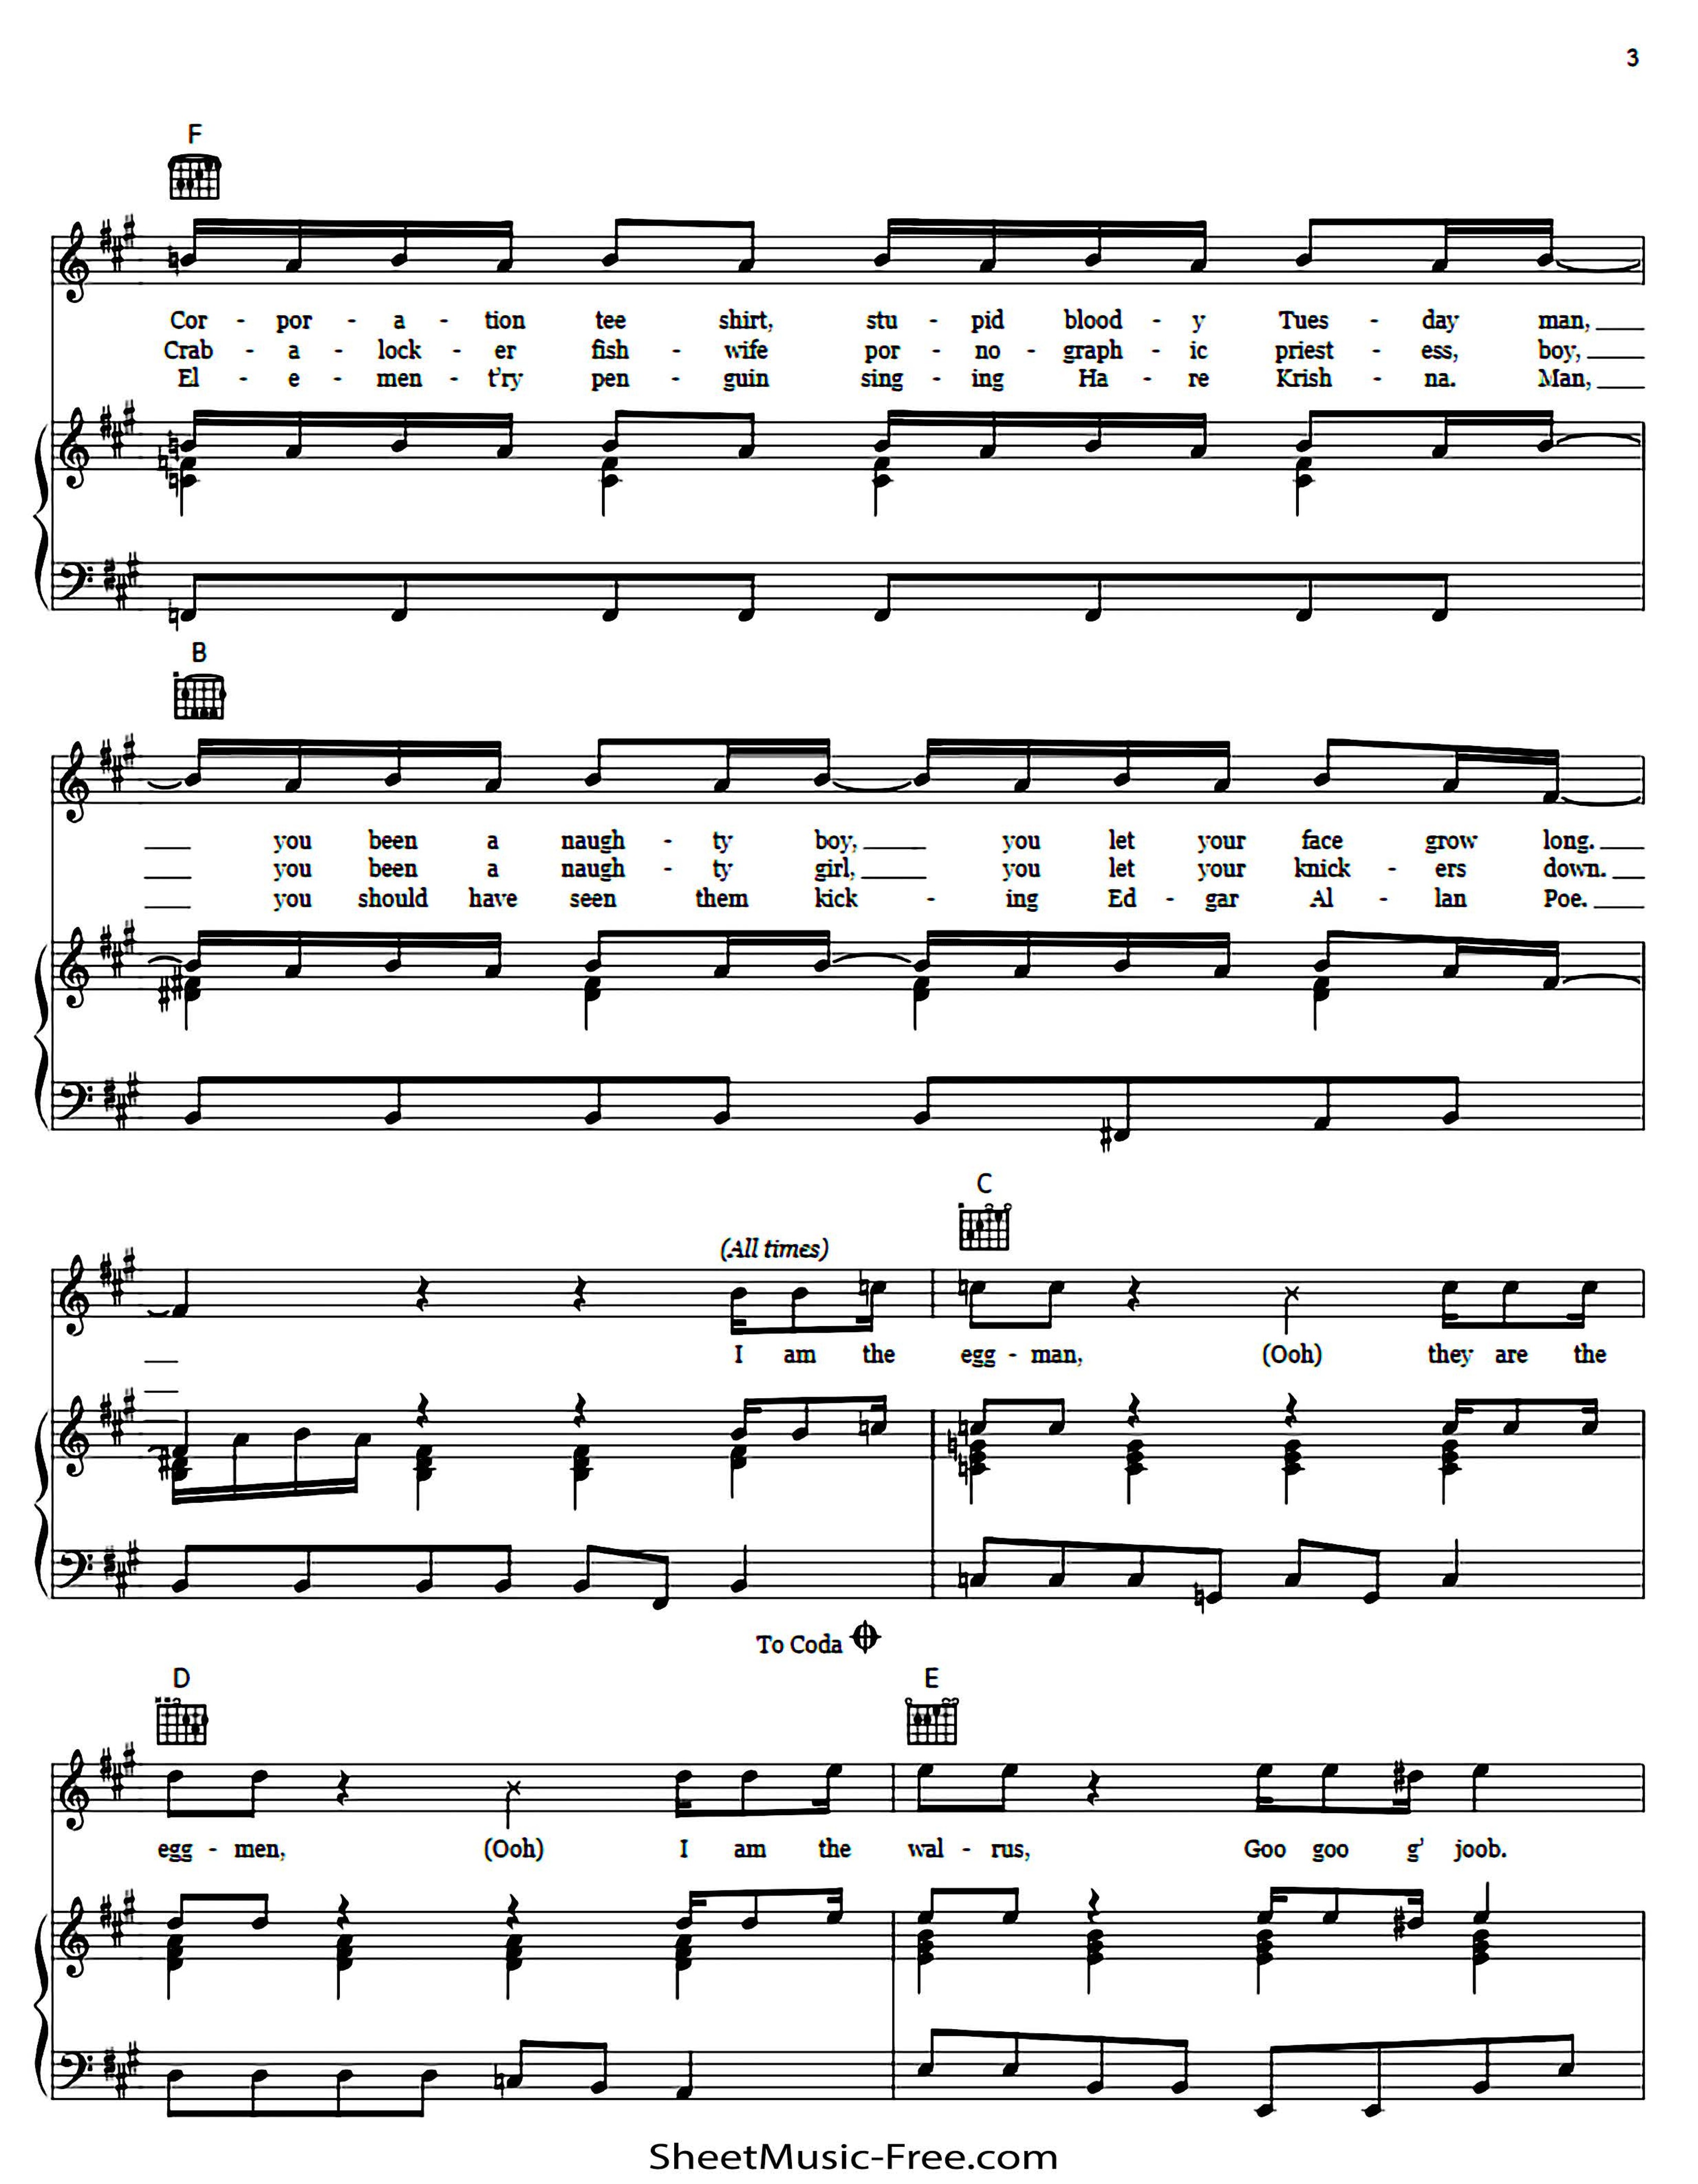 3
F
Cor - por - a - tion tee shirt, stu - pid blood - y Tues - day man,
Crab - a - lock - er fish - wife por - no - graph - ic priest - ess, boy,
El - e - men - t'ry pen - guin sing - ing Ha - re Krish - na. Man,
B
you been a naugh - ty boy, you let your face grow long.
you been a naugh - ty girl, you let your knick - ers down.
you should have seen them kick - ing Ed - gar Al - lan Poe.
C
(All times)
I am the egg - man, (Ooh) they are the
To Coda
D E
egg - men, (Ooh) I am the wal - rus, Goo goo g' joob.
SheetMusic-Free.com